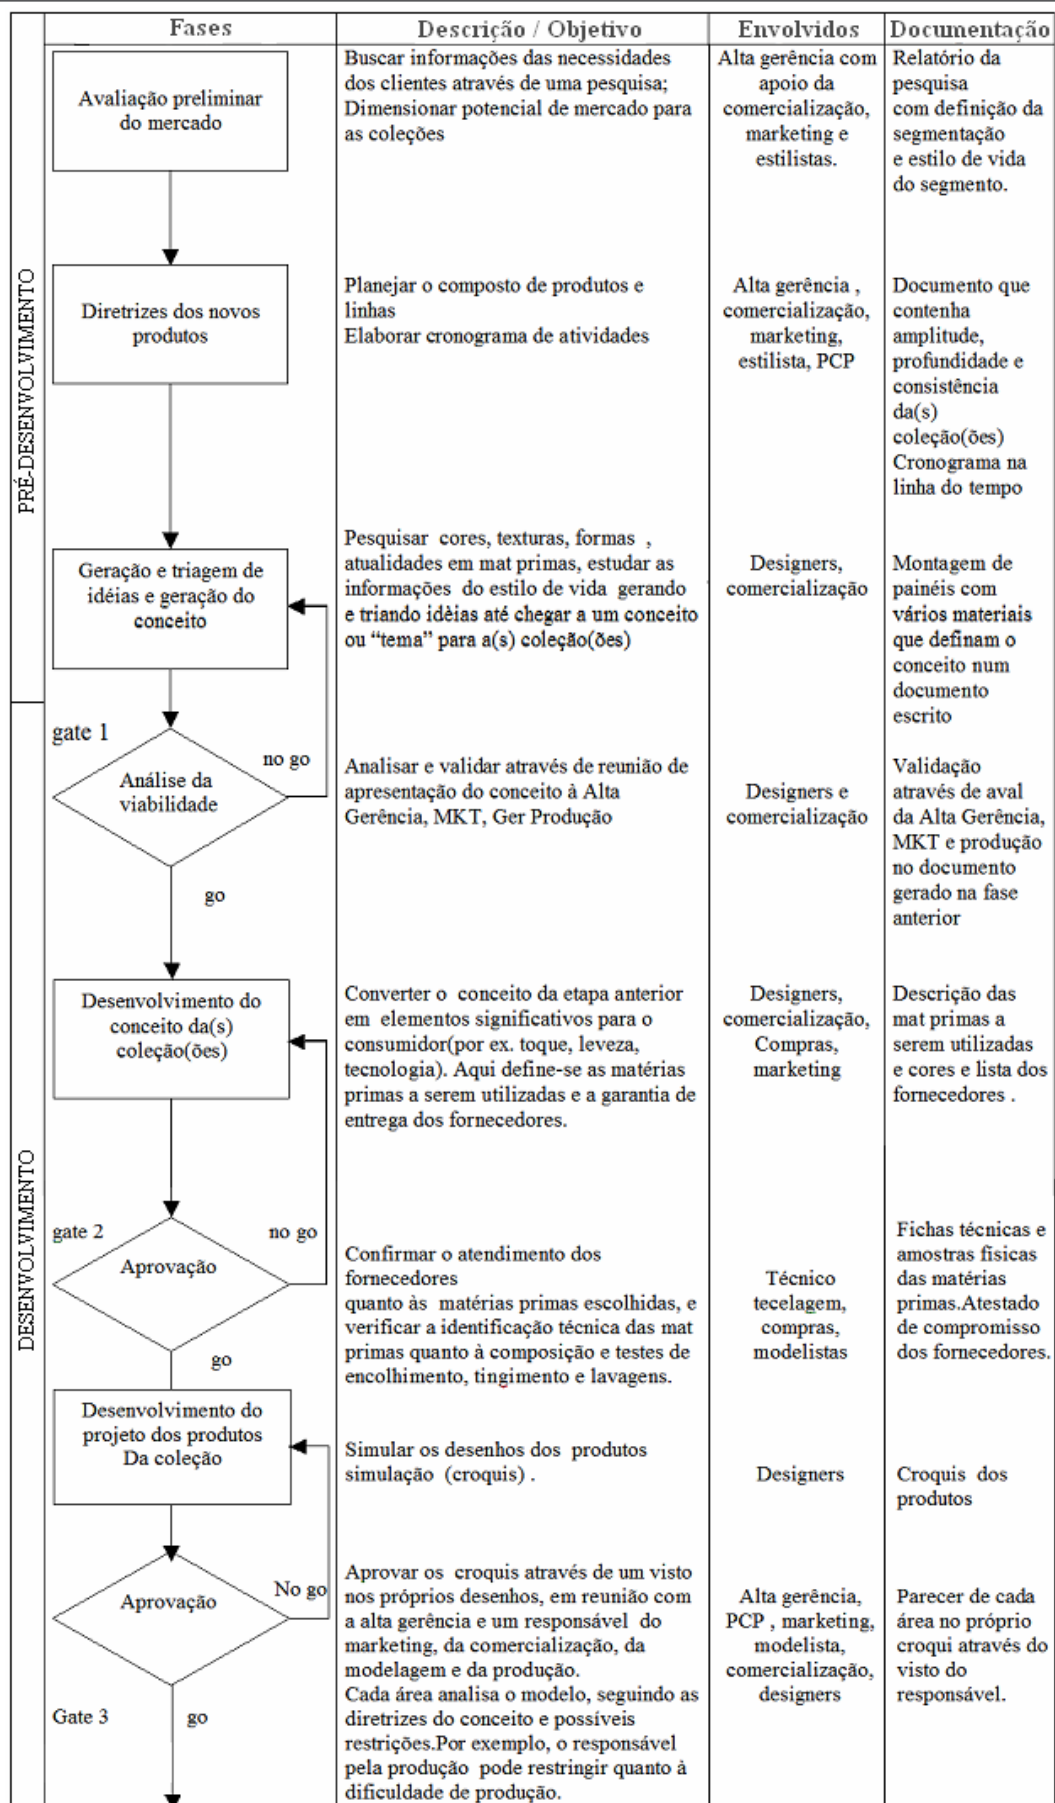 Fases
Descrição / Objetivo
Envolvidos
Documentação
PRÉ-DESENVOLVIMENTO
Avaliação preliminar
do mercado
Buscar informações das necessidades
dos clientes através de uma pesquisa;
Dimensionar potencial de mercado para
as coleções
Alta gerência com
apoio da
comercialização,
marketing e
estilistas.
Relatório da
pesquisa
com definição da
segmentação
e estilo de vida
do segmento.
Diretrizes dos novos
produtos
Planejar o composto de produtos e
linhas
Elaborar cronograma de atividades
Alta gerência ,
comercialização,
marketing,
estilista, PCP
Documento que
contenha
amplitude,
profundidade e
consistência
da(s)
coleção(ões)
Cronograma na
linha do tempo
Geração e triagem de
idéias e geração do
conceito
Pesquisar cores, texturas, formas ,
atualidades em mat primas, estudar as
informações do estilo de vida gerando
e triando idèias até chegar a um conceito
ou “tema” para a(s) coleção(ões)
Designers,
comercialização
Montagem de
painéis com
vários materiais
que definam o
conceito num
documento
escrito
DESENVOLVIMENTO
gate 1
no go
Análise da
viabilidade
go
Analisar e validar através de reunião de
apresentação do conceito à Alta
Gerência, MKT, Ger Produção
Designers e
comercialização
Validação
através de aval
da Alta Gerência,
MKT e produção
no documento
gerado na fase
anterior
Desenvolvimento do
conceito da(s)
coleção(ões)
Converter o conceito da etapa anterior
em elementos significativos para o
consumidor(por ex. toque, leveza,
tecnologia). Aqui define-se as matérias
primas a serem utilizadas e a garantia de
entrega dos fornecedores.
Designers,
comercialização,
Compras,
marketing
Descrição das
mat primas a
serem utilizadas
e cores e lista dos
fornecedores .
gate 2
no go
Aprovação
go
Confirmar o atendimento dos
fornecedores
quanto às matérias primas escolhidas, e
verificar a identificação técnica das mat
primas quanto à composição e testes de
encolhimento, tingimento e lavagens.
Técnico
tecelagem,
compras,
modelistas
Fichas técnicas e
amostras físicas
das matérias
primas.Atestado
de compromisso
dos fornecedores.
Desenvolvimento do
projeto dos produtos
Da coleção
Simular os desenhos dos produtos
simulação (croquis) .
Designers
Croquis dos
produtos
No go
Aprovação
Gate 3
go
Aprovar os croquis através de um visto
nos próprios desenhos, em reunião com
a alta gerência e um responsável do
marketing, da comercialização, da
modelagem e da produção.
Cada área analisa o modelo, seguindo as
diretrizes do conceito e possíveis
restrições.Por exemplo, o responsável
pela produção pode restringir quanto à
dificuldade de produção.
Alta gerência,
PCP , marketing,
modelista,
comercialização,
designers
Parecer de cada
área no próprio
croqui através do
visto do
responsável.